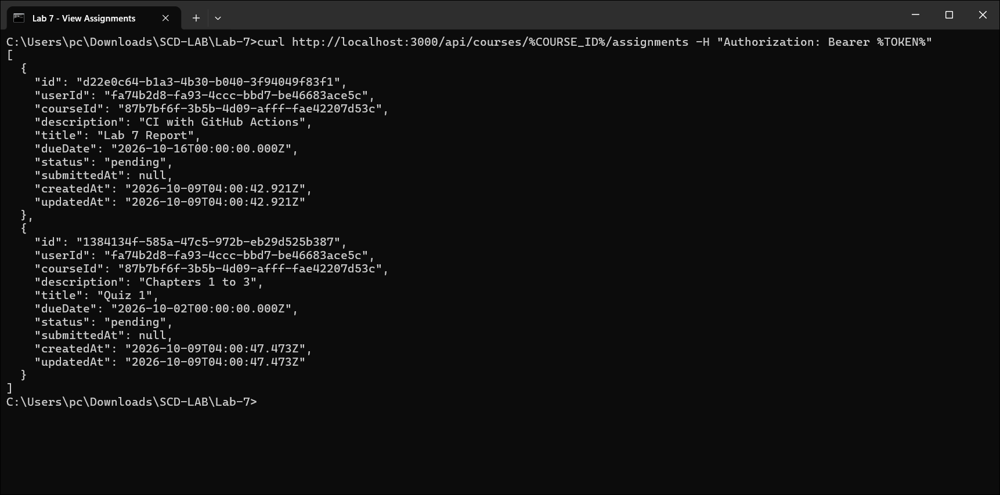 Lab 7 - View Assignments
C:\Users\pc\Downloads\SCD-LAB\Lab-7>curl http://localhost:3000/api/courses/%COURSE_ID%/assignments -H "Authorization: Bearer %TOKEN%"
[
  {
    "id": "d22e0c64-b1a3-4b30-b040-3f94049f83f1",
    "userId": "fa74b2d8-fa93-4ccc-bbd7-be46683ace5c",
    "courseId": "87b7bf6f-3b5b-4d09-afff-fae42207d53c",
    "description": "CI with GitHub Actions",
    "title": "Lab 7 Report",
    "dueDate": "2026-10-16T00:00:00.000Z",
    "status": "pending",
    "submittedAt": null,
    "createdAt": "2026-10-09T04:00:42.921Z",
    "updatedAt": "2026-10-09T04:00:42.921Z"
  },
  {
    "id": "1384134f-585a-47c5-972b-eb29d525b387",
    "userId": "fa74b2d8-fa93-4ccc-bbd7-be46683ace5c",
    "courseId": "87b7bf6f-3b5b-4d09-afff-fae42207d53c",
    "description": "Chapters 1 to 3",
    "title": "Quiz 1",
    "dueDate": "2026-10-02T00:00:00.000Z",
    "status": "pending",
    "submittedAt": null,
    "createdAt": "2026-10-09T04:00:47.473Z",
    "updatedAt": "2026-10-09T04:00:47.473Z"
  }
]
C:\Users\pc\Downloads\SCD-LAB\Lab-7>